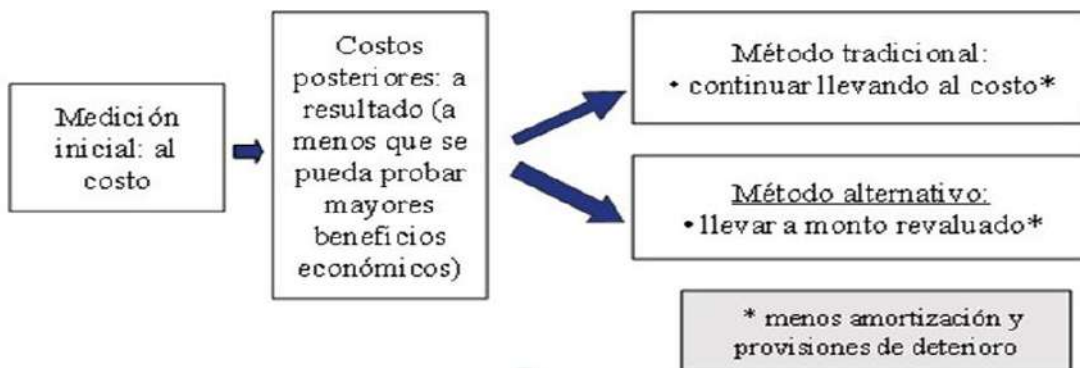 Medición
inicial: al
costo
Costos
posteriores: a
resultado (a
menos que se
pueda probar
mayores
beneficios
económicos)
Método tradicional:
• continuar llevando al costo*
Método alternativo:
• llevar a monto revaluado*
* menos amortización y
provisiones de deterioro